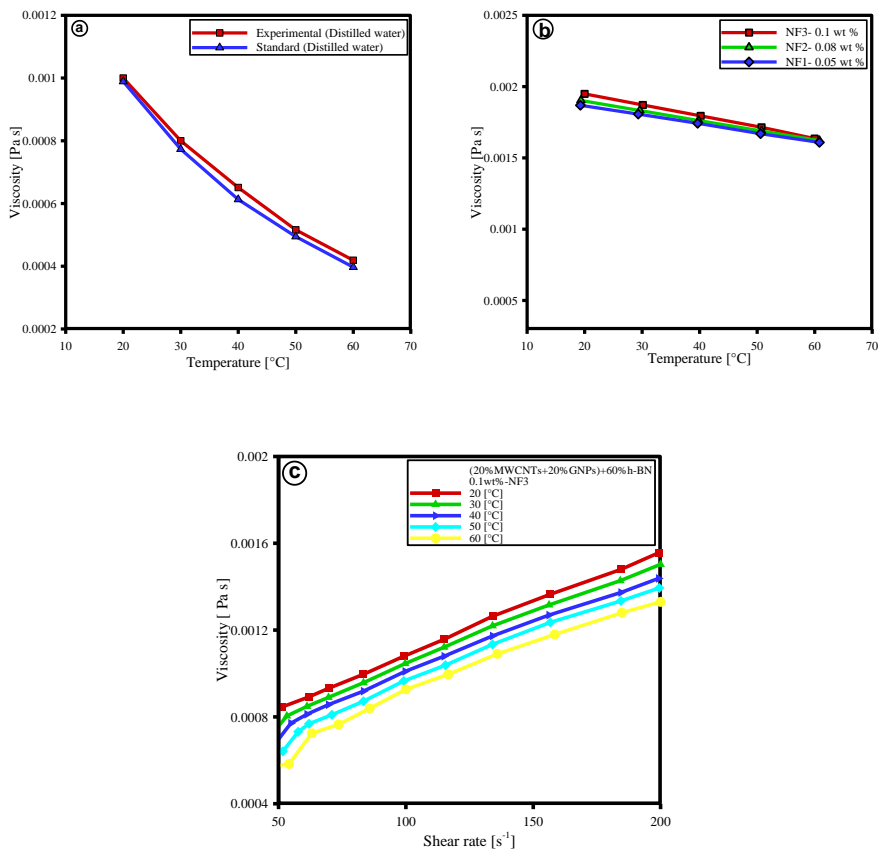 a
Experimental (Distilled water)
Standard (Distilled water)
0.0012
0.001
0.0008
0.0006
0.0004
0.0002
Viscosity [Pa s]
10 20 30 40 50 60 70
Temperature [°C]
b
NF3- 0.1 wt %
NF2- 0.08 wt %
NF1- 0.05 wt %
0.0025
0.002
0.0015
0.001
0.0005
Viscosity [Pa s]
10 20 30 40 50 60 70
Temperature [°C]
c
(20%MWCNTs+20%GNPs)+60%h-BN
0.1wt%-NF3
20 [°C]
30 [°C]
40 [°C]
50 [°C]
60 [°C]
0.002
0.0016
0.0012
0.0008
0.0004
Viscosity [ Pa s]
50 100 150 200
Shear rate [s⁻¹]